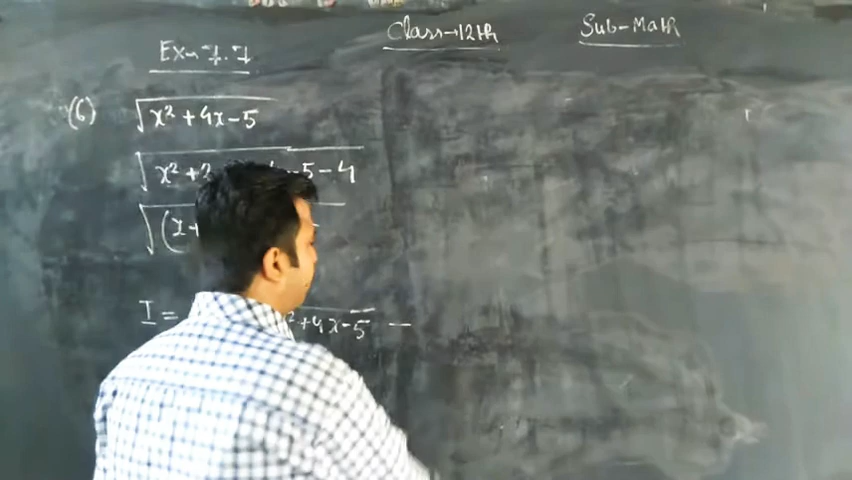 Class→12th Sub-Math
Ex-7.7
(6) √x² + 4x - 5
√x² + 2 - 5 - 4
√(x+
I = ² + 4x - 5 —